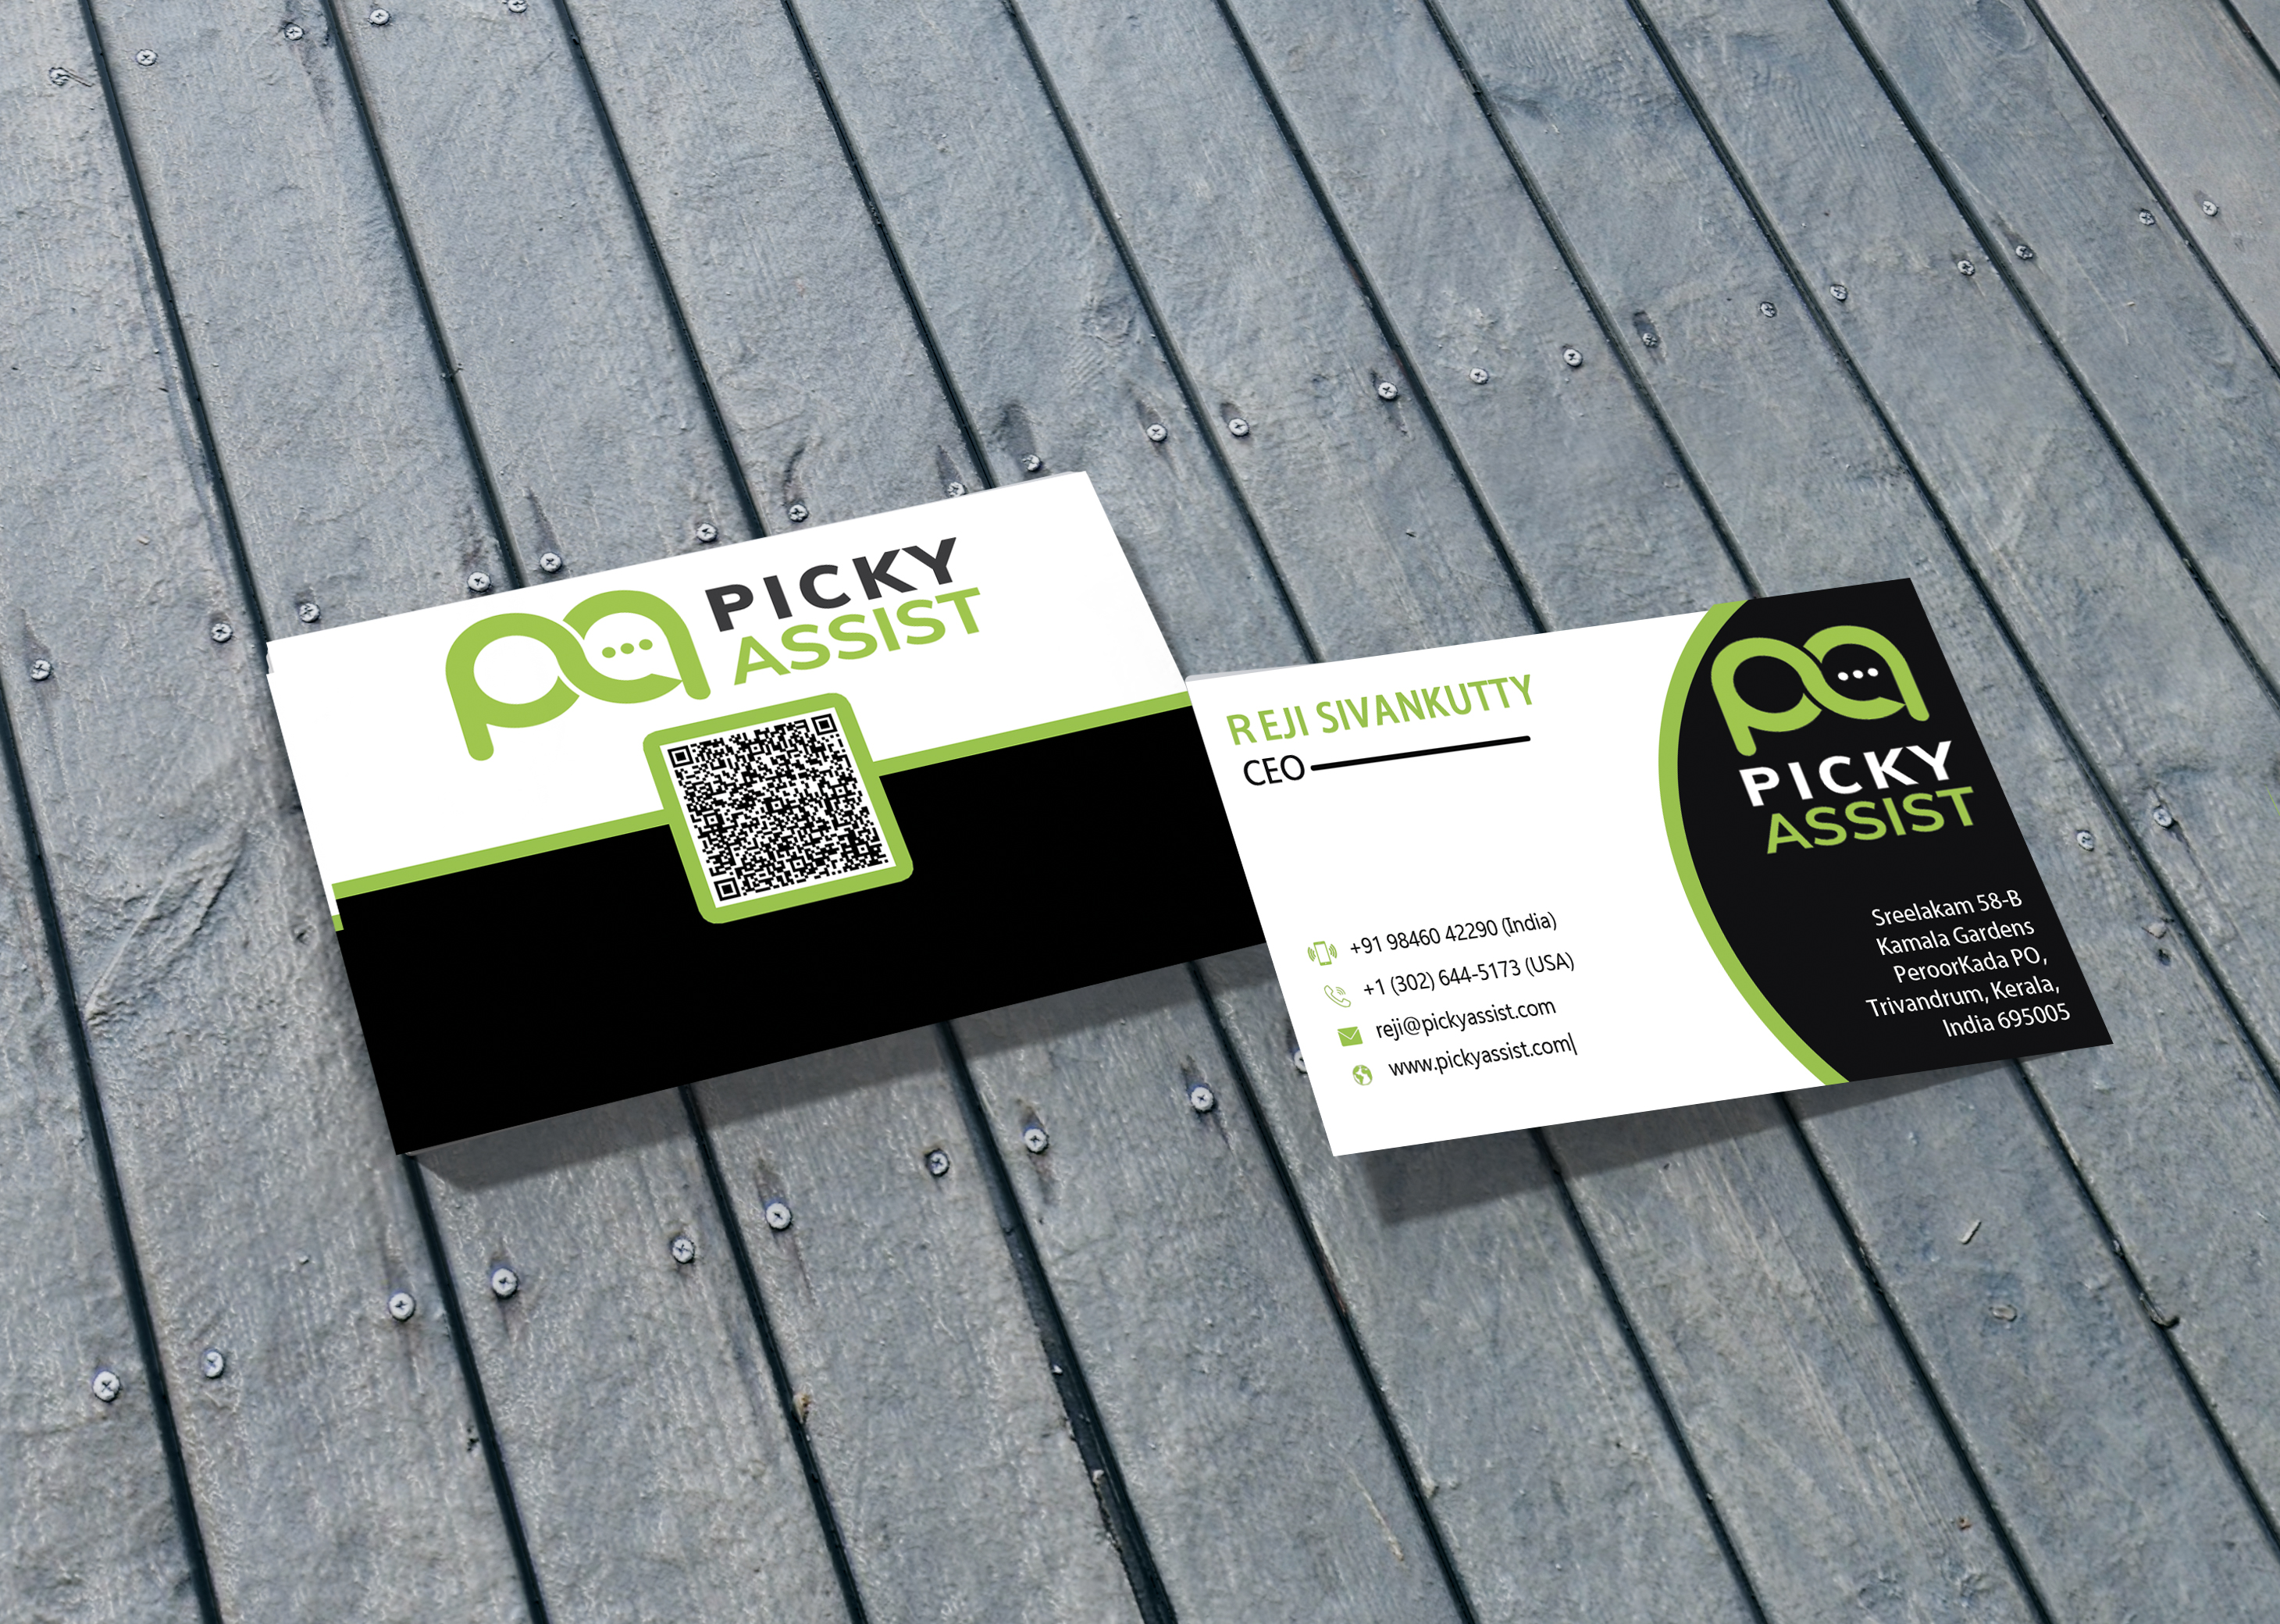 PICKY
ASSIST
REJI SIVANKUTTY
CEO
+91 98460 42290 (India)
+1 (302) 644-5173 (USA)
reji@pickyassist.com
www.pickyassist.com|
PICKY
ASSIST
Sreelakam 58-B
Kamala Gardens
PeroorKada PO,
Trivandrum, Kerala,
India 695005